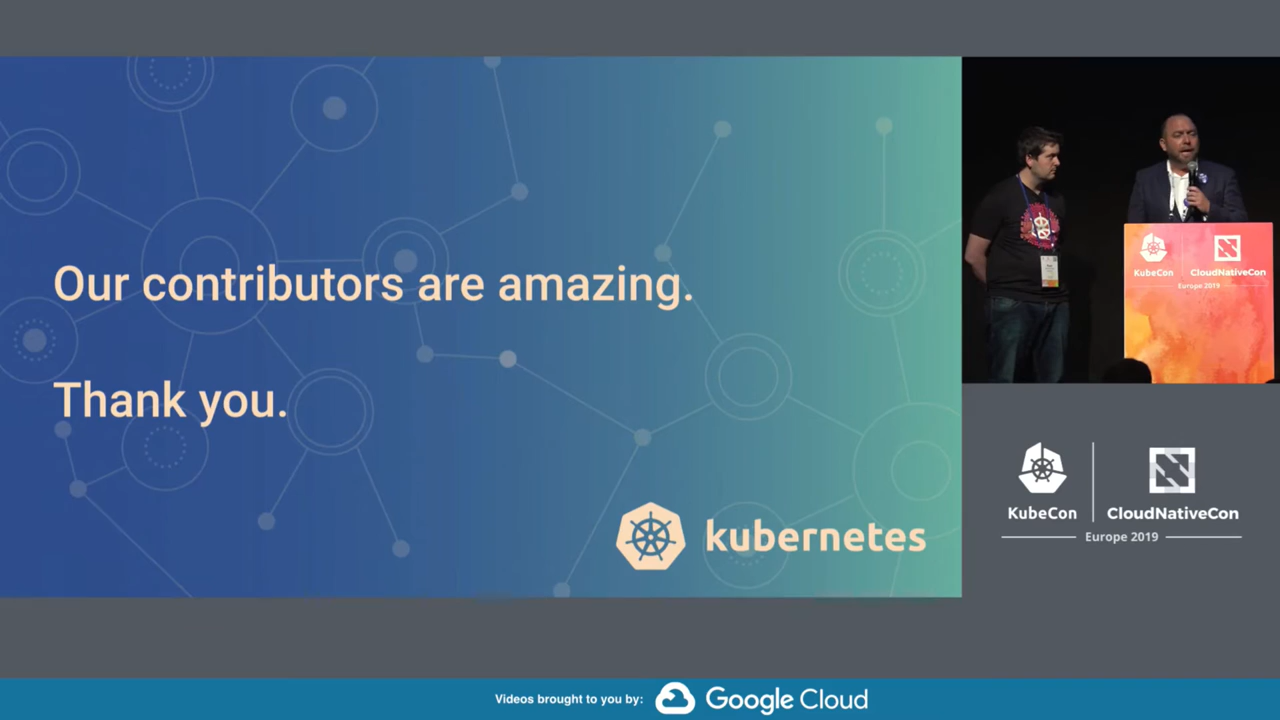 Our contributors are amazing.
Thank you.
kubernetes
KubeCon
CloudNativeCon
Europe 2019
KubeCon
CloudNativeCon
Europe 2019
Videos brought to you by:
Google Cloud